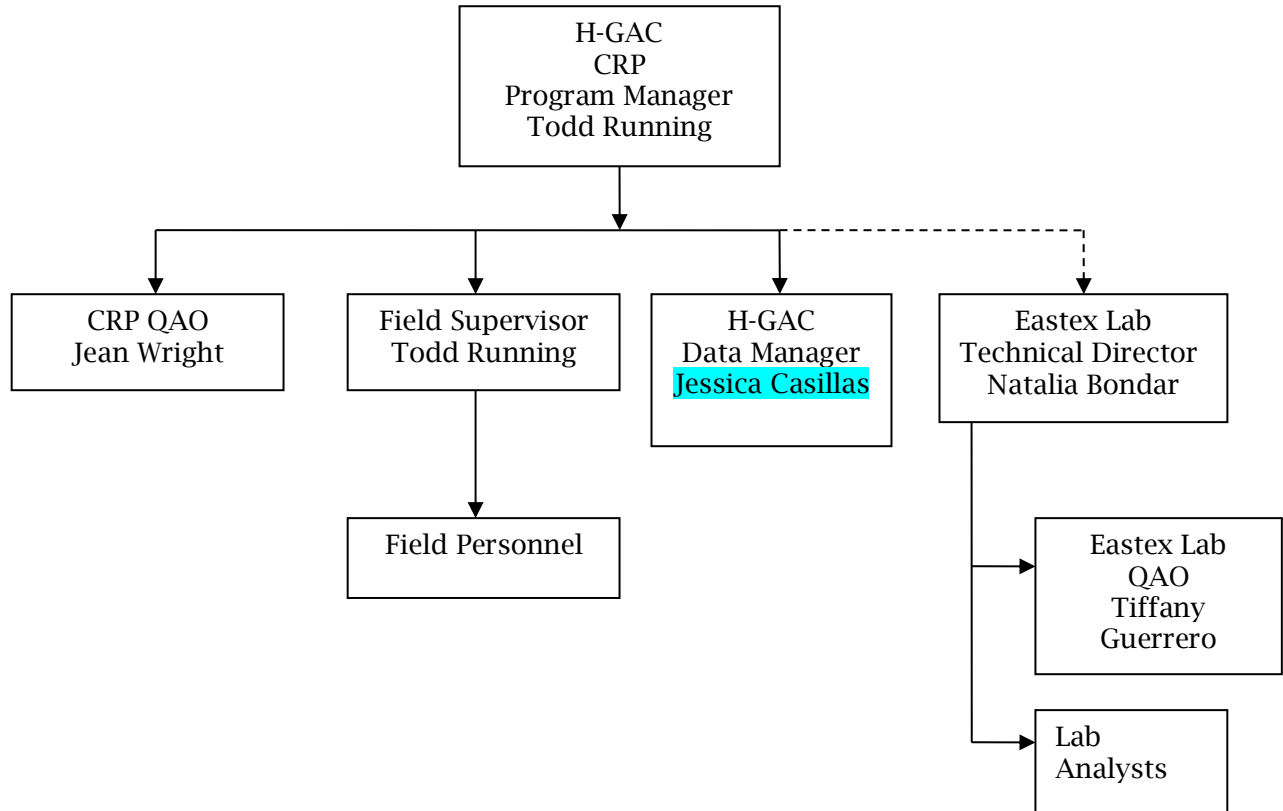 H-GAC
CRP
Program Manager
Todd Running
CRP QAO
Jean Wright
Field Supervisor
Todd Running
H-GAC
Data Manager
Jessica Casillas
Eastex Lab
Technical Director
Natalia Bondar
Field Personnel
Eastex Lab
QAO
Tiffany
Guerrero
Lab
Analysts